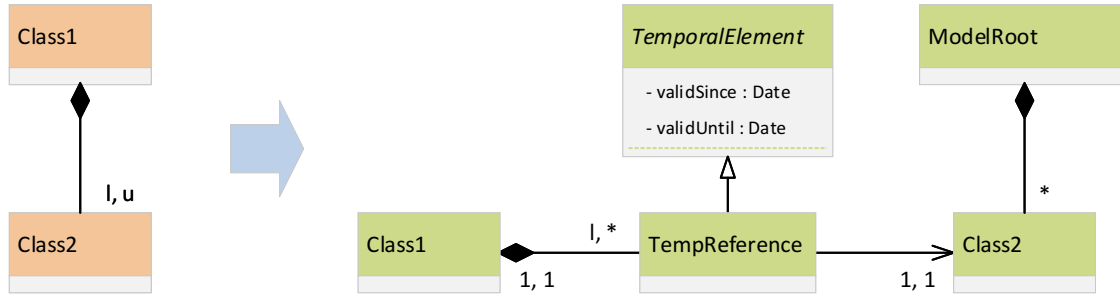 Class1
l, u
Class2
TemporalElement
- validSince : Date
- validUntil : Date
ModelRoot
*
Class1
1, 1
l, *
TempReference
1, 1
Class2